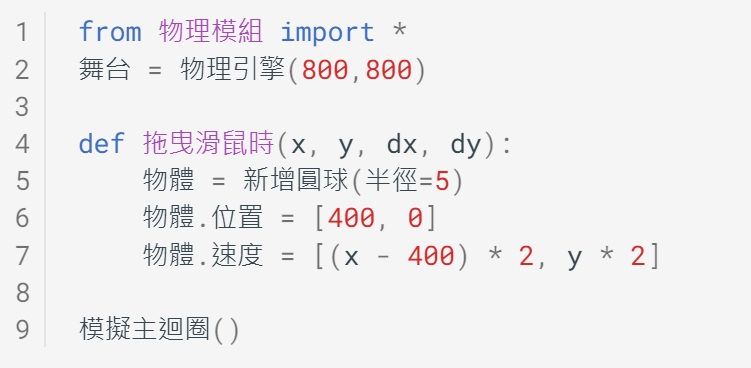 1 from 物理模組 import *
2 舞台 = 物理引擎(800,800)
3
4 def 拖曳滑鼠時(x, y, dx, dy):
5     物體 = 新增圓球(半徑=5)
6     物體.位置 = [400, 0]
7     物體.速度 = [(x - 400) * 2, y * 2]
8
9 模擬主迴圈()